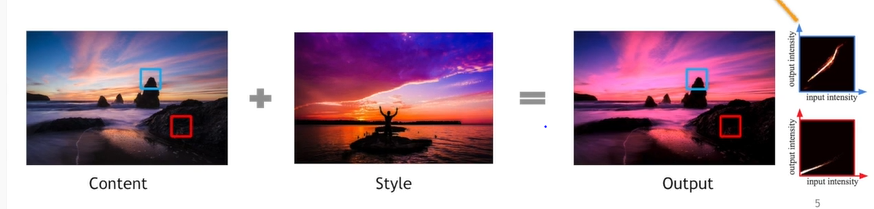 Content
Style
Output
output intensity
input intensity
output intensity
input intensity
5